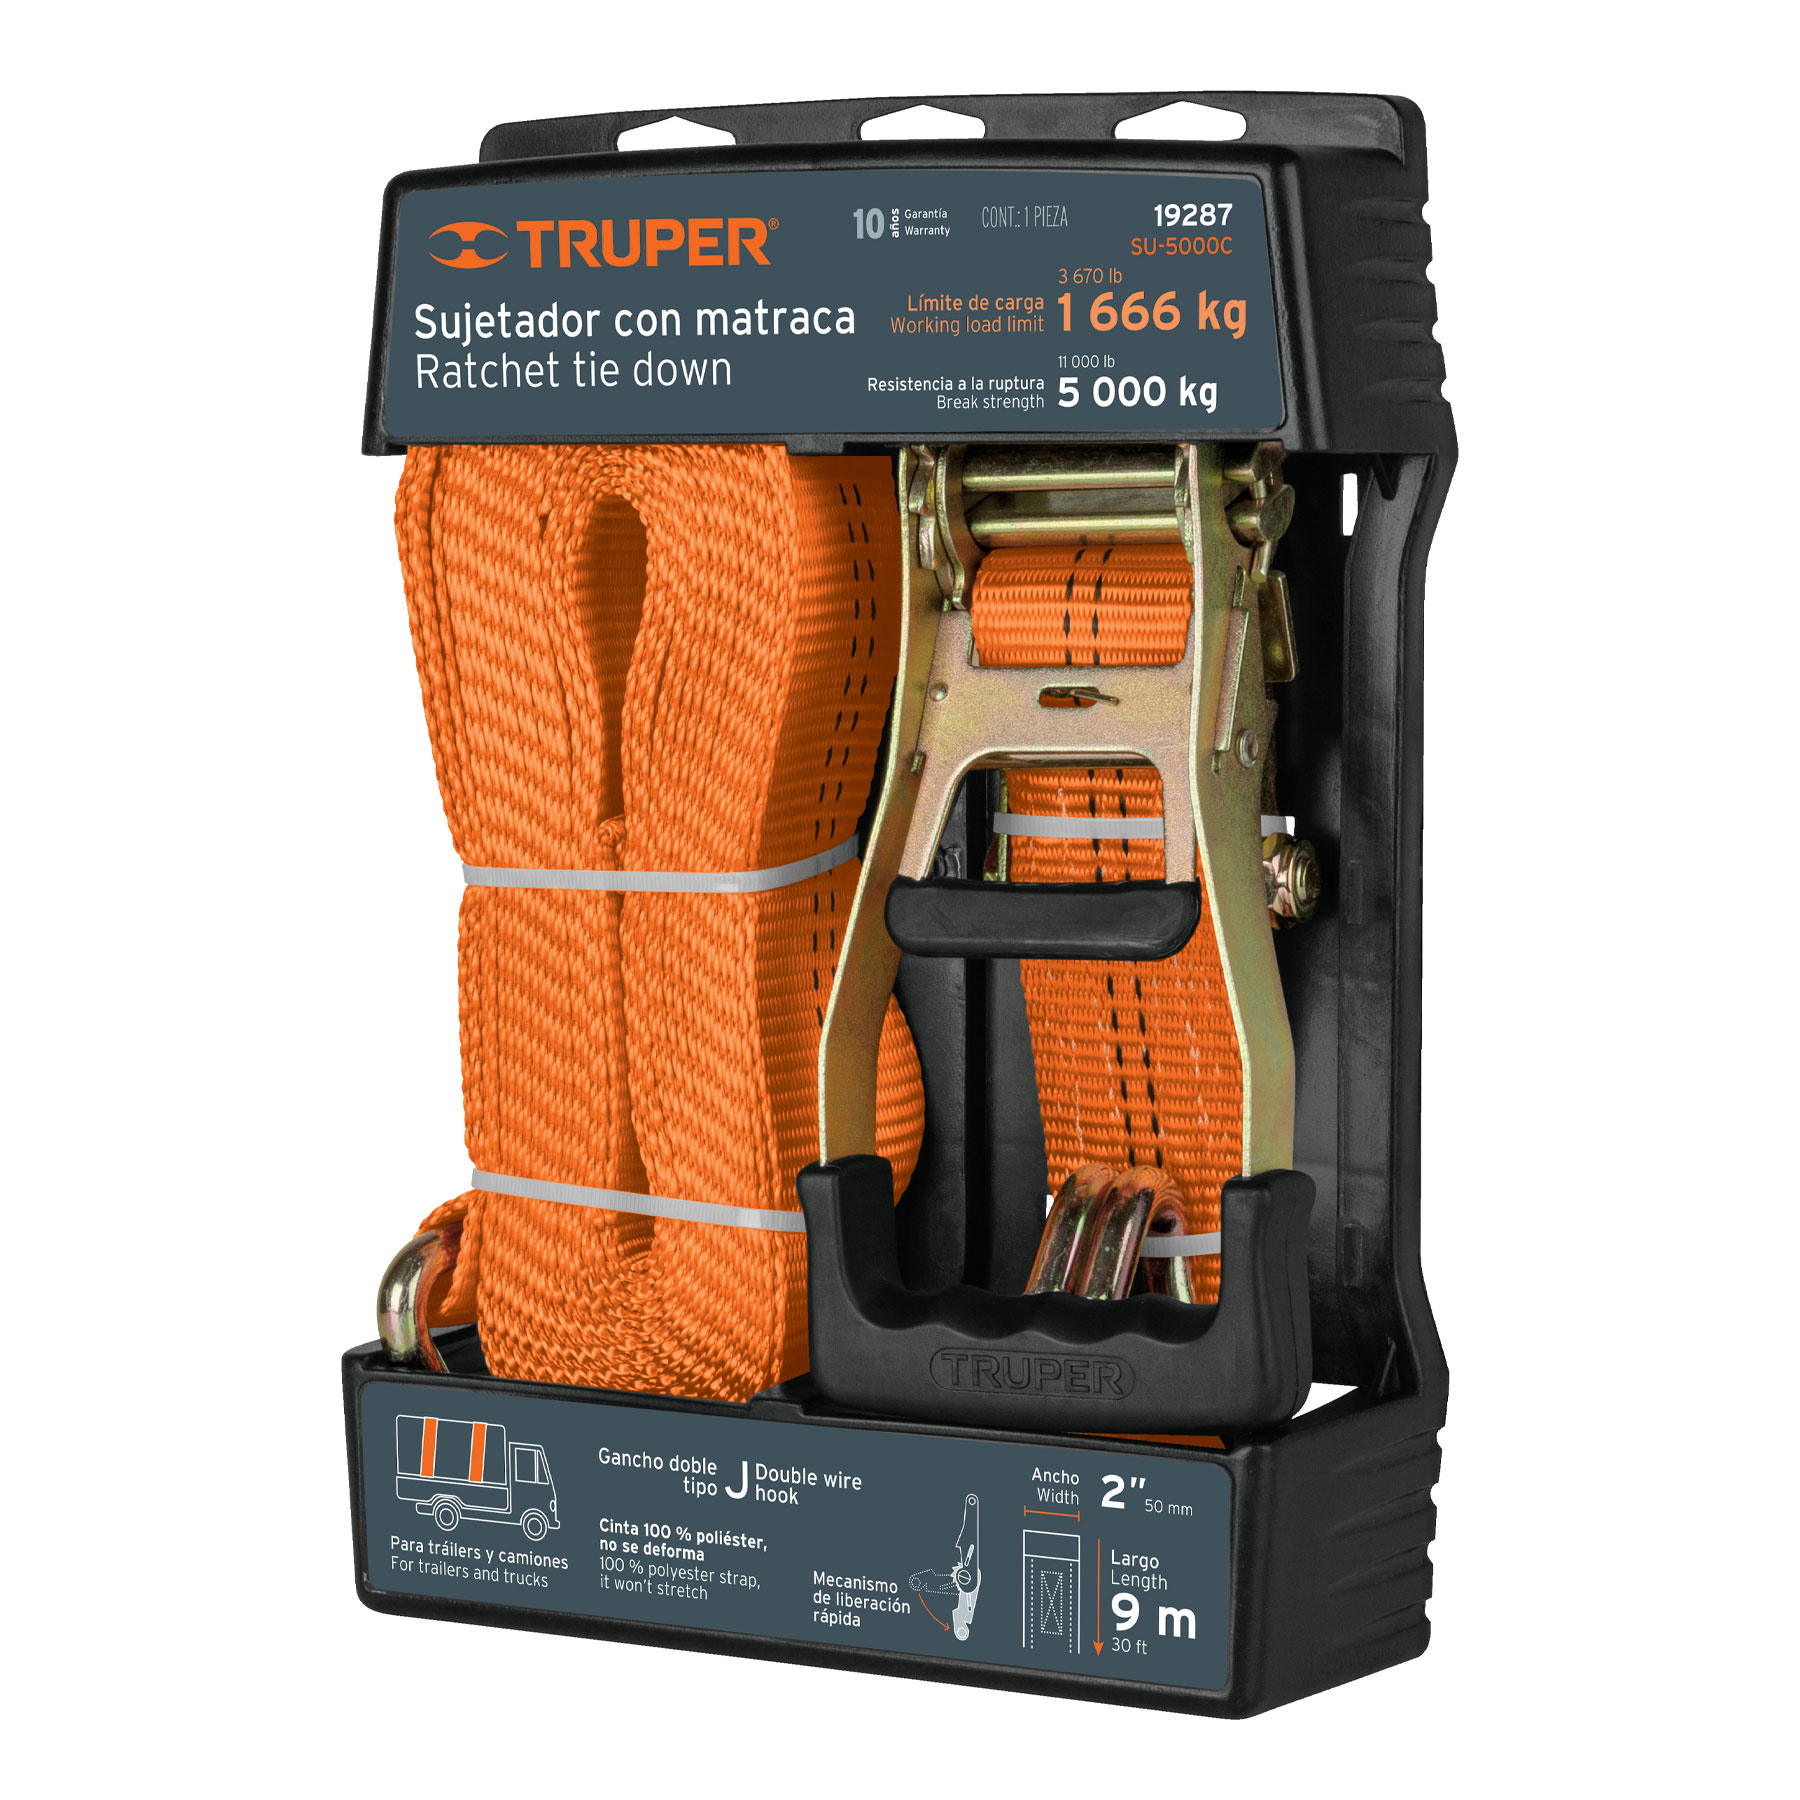 TRUPER®
10 años Garantía
Warranty
CONT.: 1 PIEZA
19287
SU-5000C
Sujetador con matraca
Ratchet tie down
3 670 lb
Límite de carga 1 666 kg
Working load limit
11 000 lb
Resistencia a la ruptura 5 000 kg
Break strength
TRUPER
Para tráilers y camiones
For trailers and trucks
Gancho doble
tipo J
Double wire
hook
Cinta 100 % poliéster,
no se deforma
100 % polyester strap,
it won't stretch
Mecanismo
de liberación
rápida
Ancho
Width
2" 50 mm
Largo
Length
9 m
30 ft